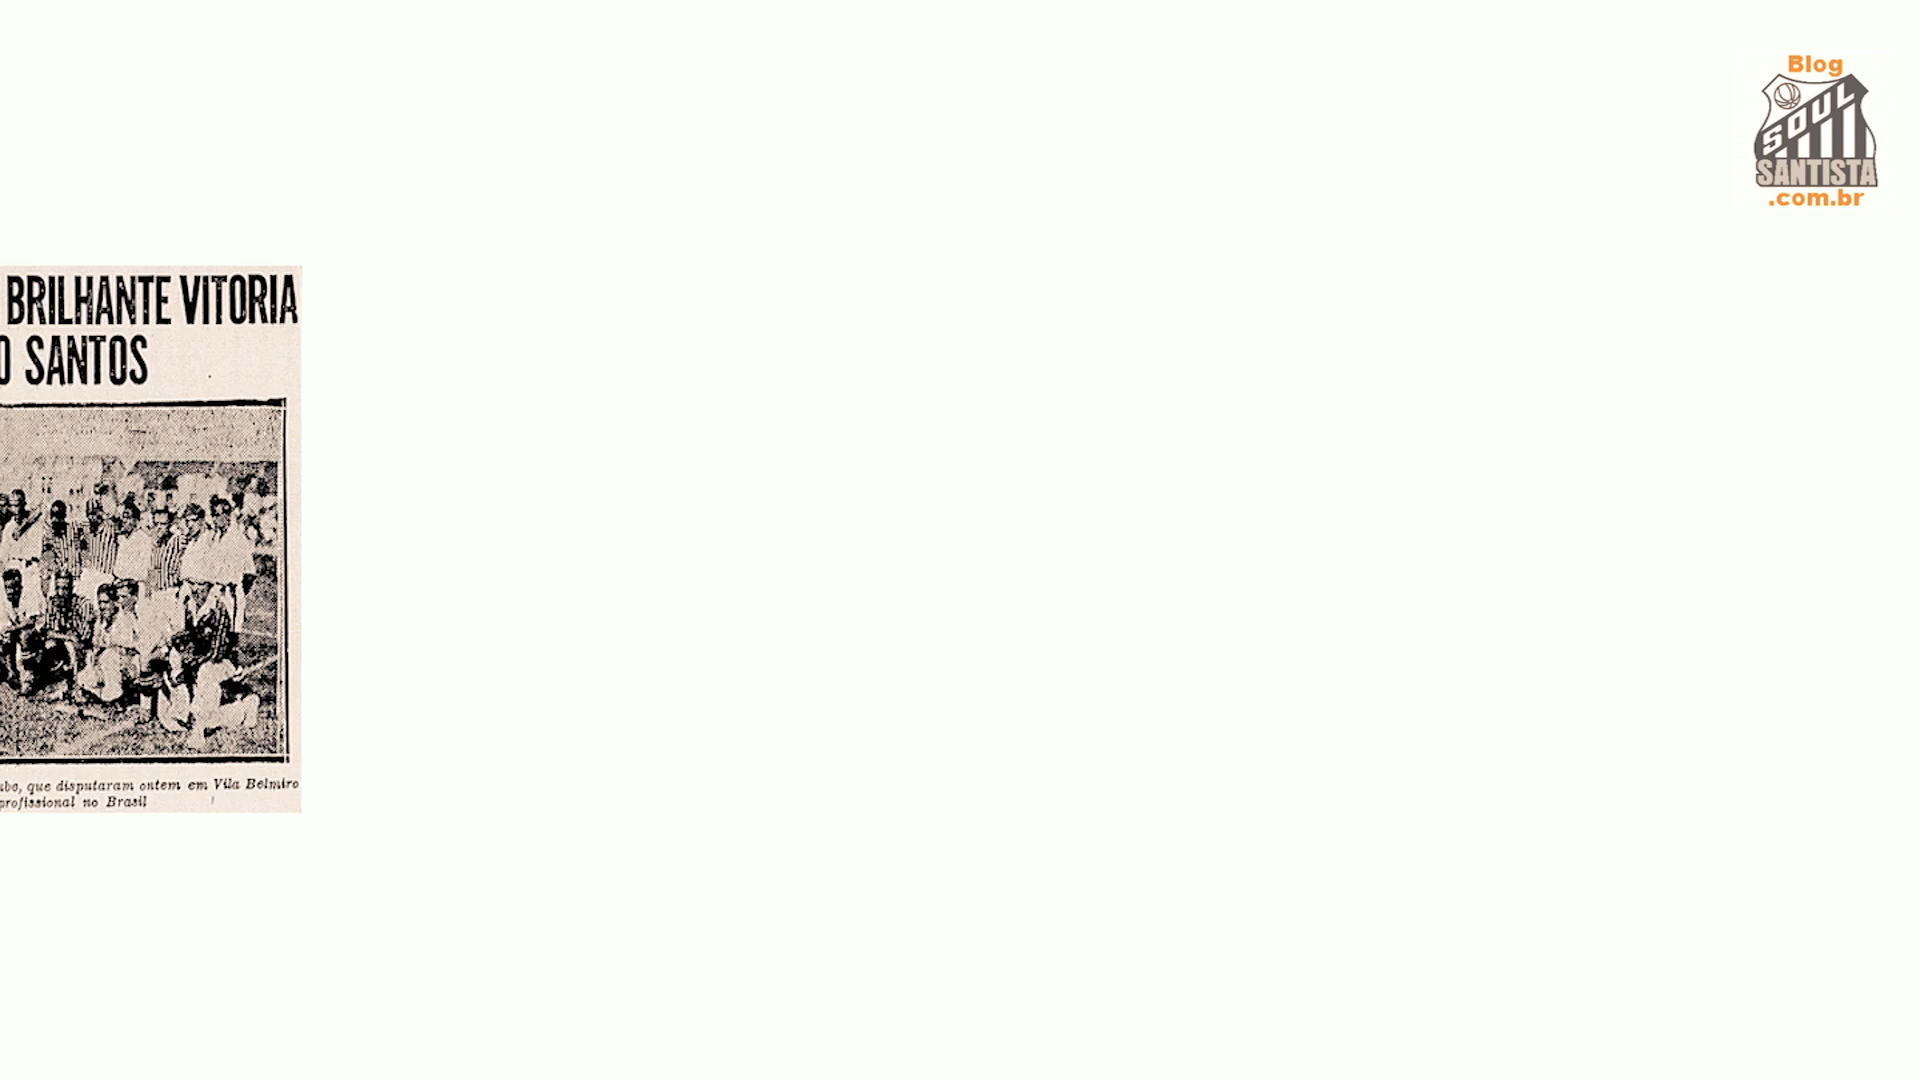 BRILHANTE VITORIA
O SANTOS
que disputaram ontem em Vila Belmiro
profissional no Brasil
Blog
SOUL
SANTISTA
.com.br